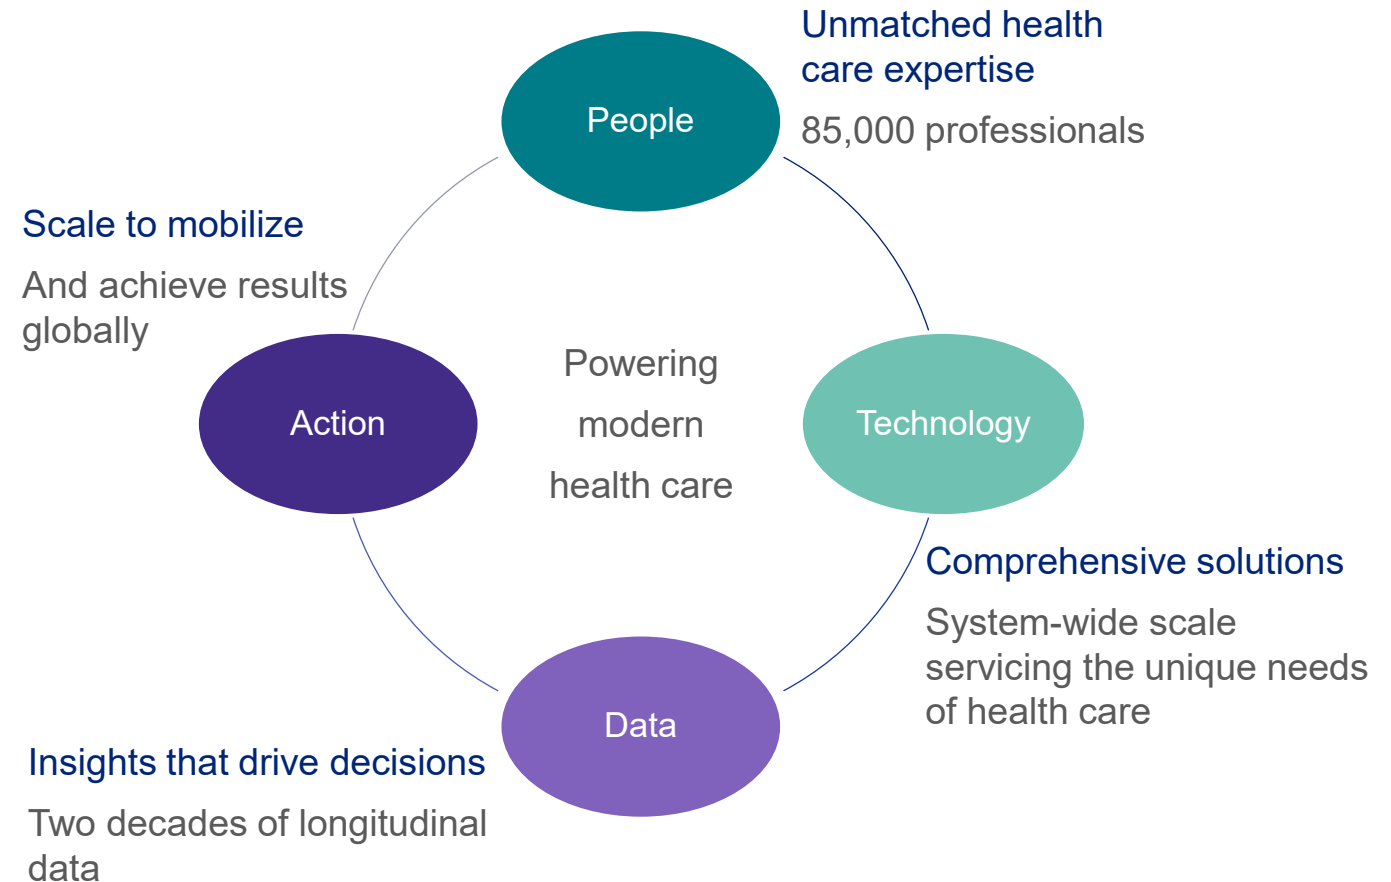 Unmatched health
care expertise
85,000 professionals
People
Scale to mobilize
And achieve results
globally
Action
Powering
modern
health care
Technology
Comprehensive solutions
System-wide scale
servicing the unique needs
of health care
Data
Insights that drive decisions
Two decades of longitudinal
data